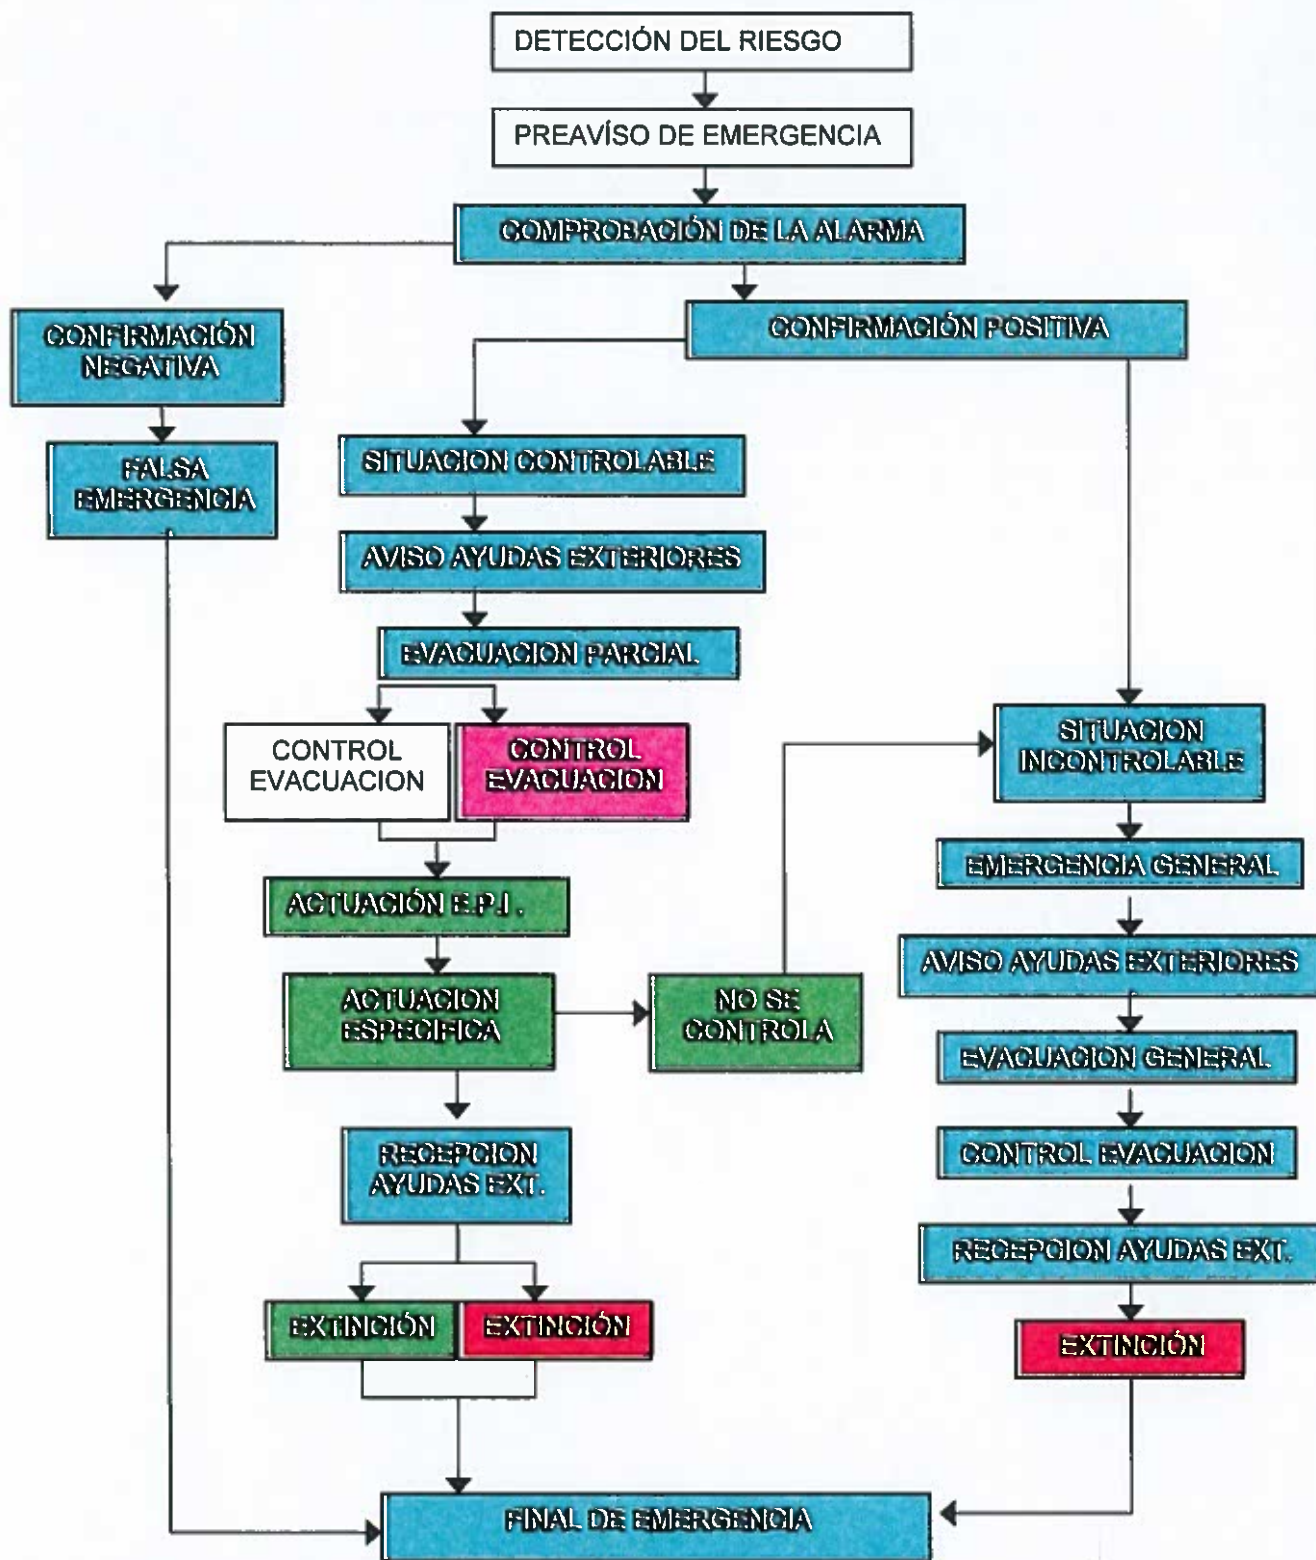 DETECCIÓN DEL RIESGO
PREAVÍSO DE EMERGENCIA
COMPROBACIÓN DE LA ALARMA
CONFIRMACIÓN
NEGATIVA
CONFIRMACIÓN POSITIVA
FALSA
EMERGENCIA
SITUACION CONTROLABLE
AVISO AYUDAS EXTERIORES
EVACUACION PARCIAL
CONTROL
EVACUACION
CONTROL
EVACUACION
ACTUACIÓN E.P.I.
ACTUACION
ESPECIFICA
NO SE
CONTROLA
RECEPCION
AYUDAS EXT.
EXTINCIÓN
EXTINCIÓN
SITUACION
INCONTROLABLE
EMERGENCIA GENERAL
AVISO AYUDAS EXTERIORES
EVACUACION GENERAL
CONTROL EVACUACION
RECEPCION AYUDAS EXT.
EXTINCIÓN
FINAL DE EMERGENCIA